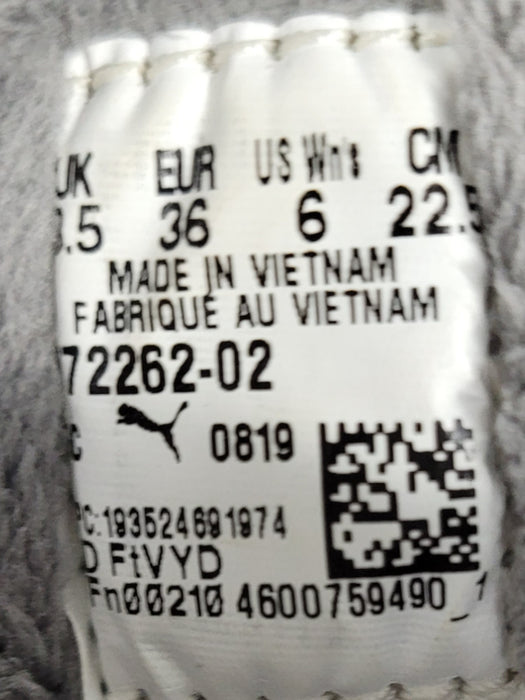 UK EUR US Wn's CM
3.5 36 6 22.5
MADE IN VIETNAM
FABRIQUE AU VIETNAM
72262-02
0819
PC:193524691974
D FtVYD
Fn00210 4600759490_1